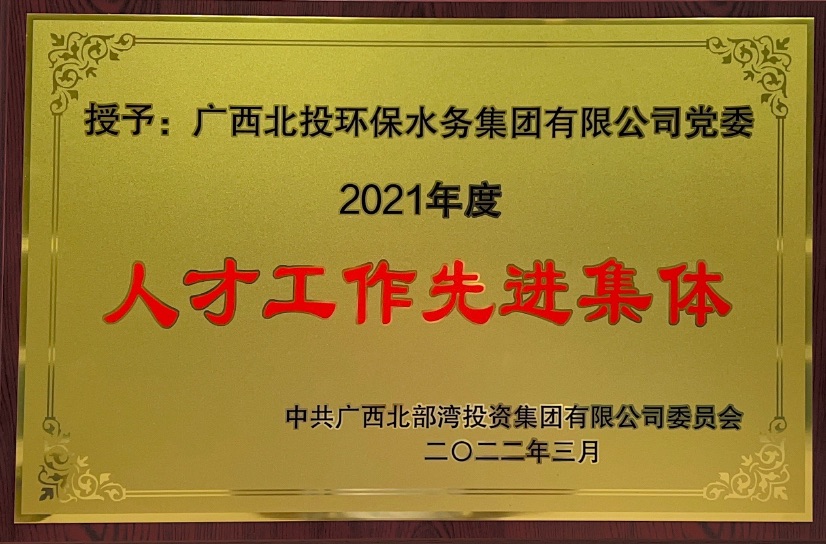 授予：广西北投环保水务集团有限公司党委
2021年度
人才工作先进集体
中共广西北部湾投资集团有限公司委员会
二〇二二年三月